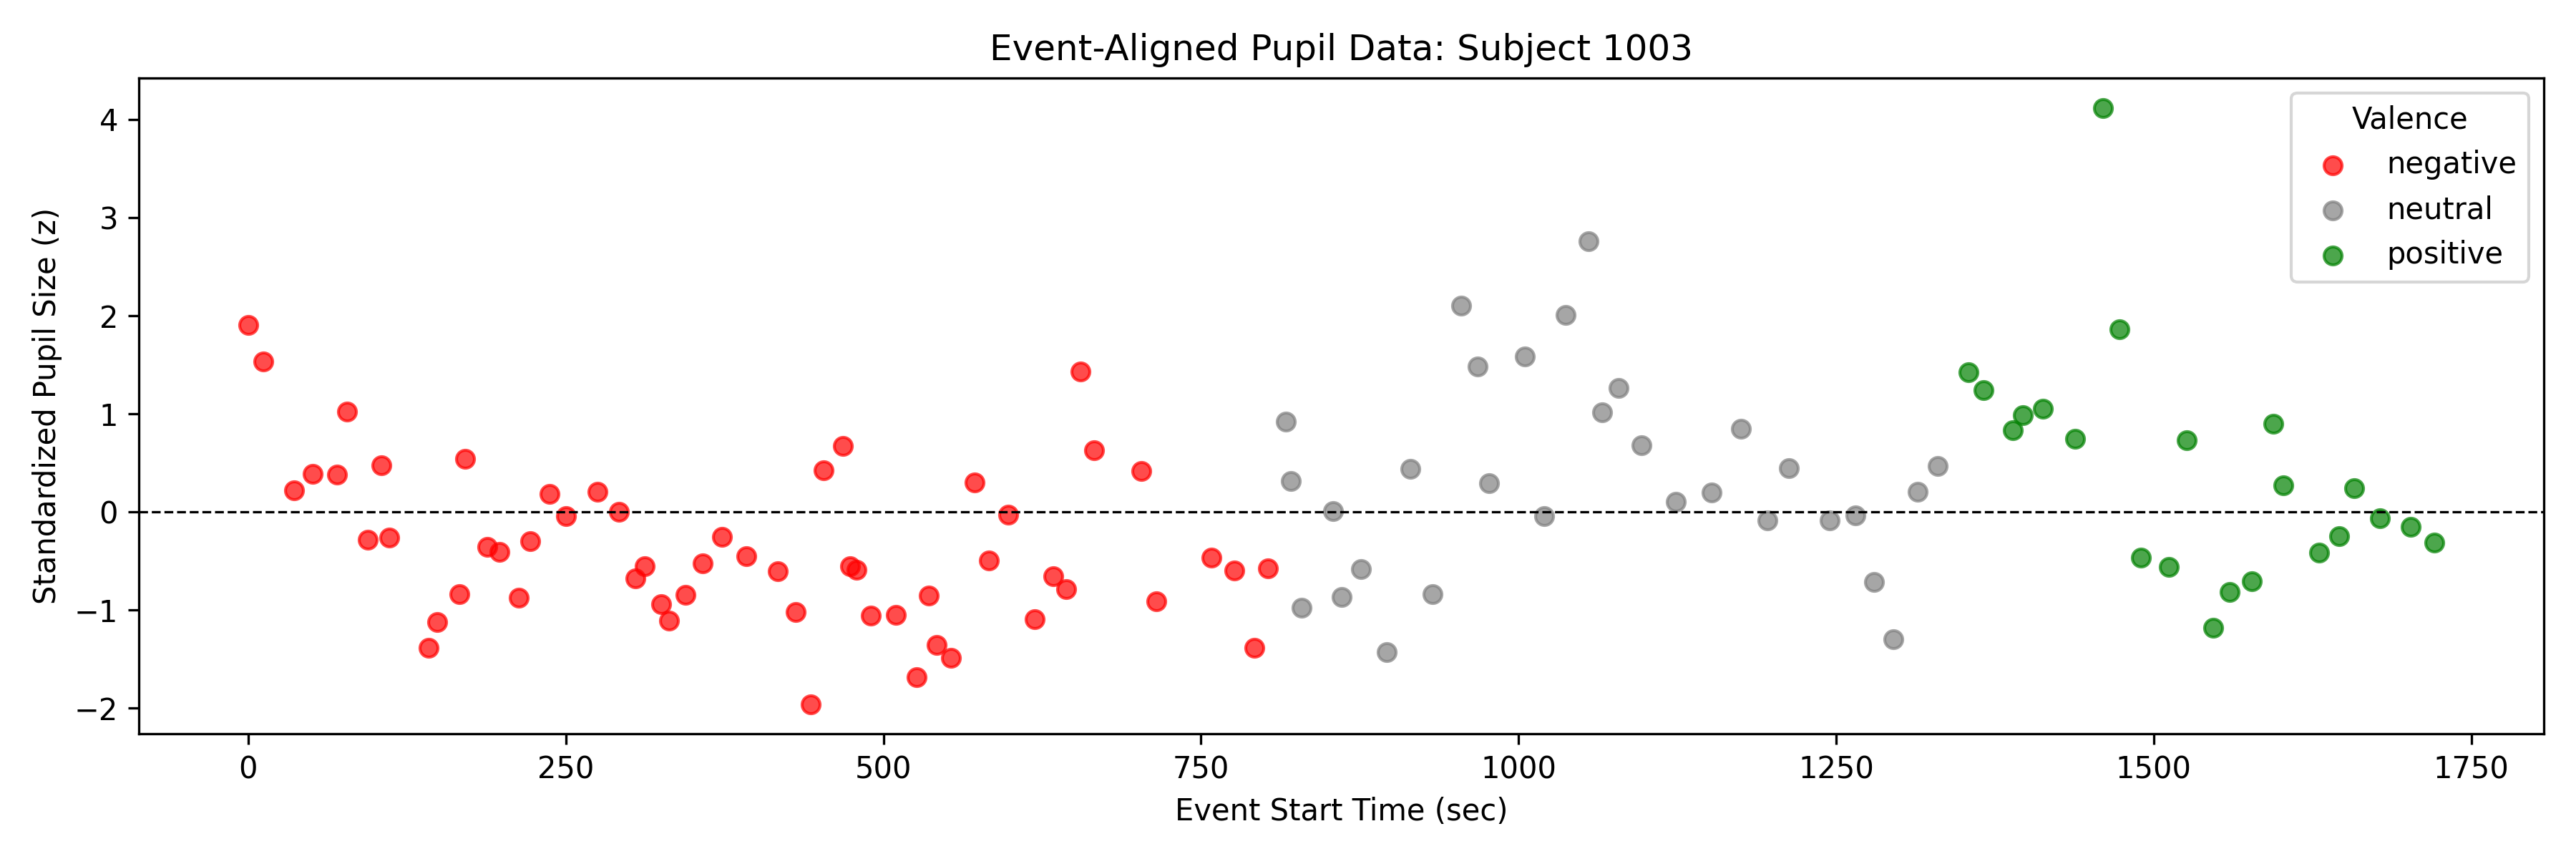 Event-Aligned Pupil Data: Subject 1003
Standardized Pupil Size (z)
4
3
2
1
0
−1
−2
Valence
negative
neutral
positive
0 250 500 750 1000 1250 1500 1750
Event Start Time (sec)